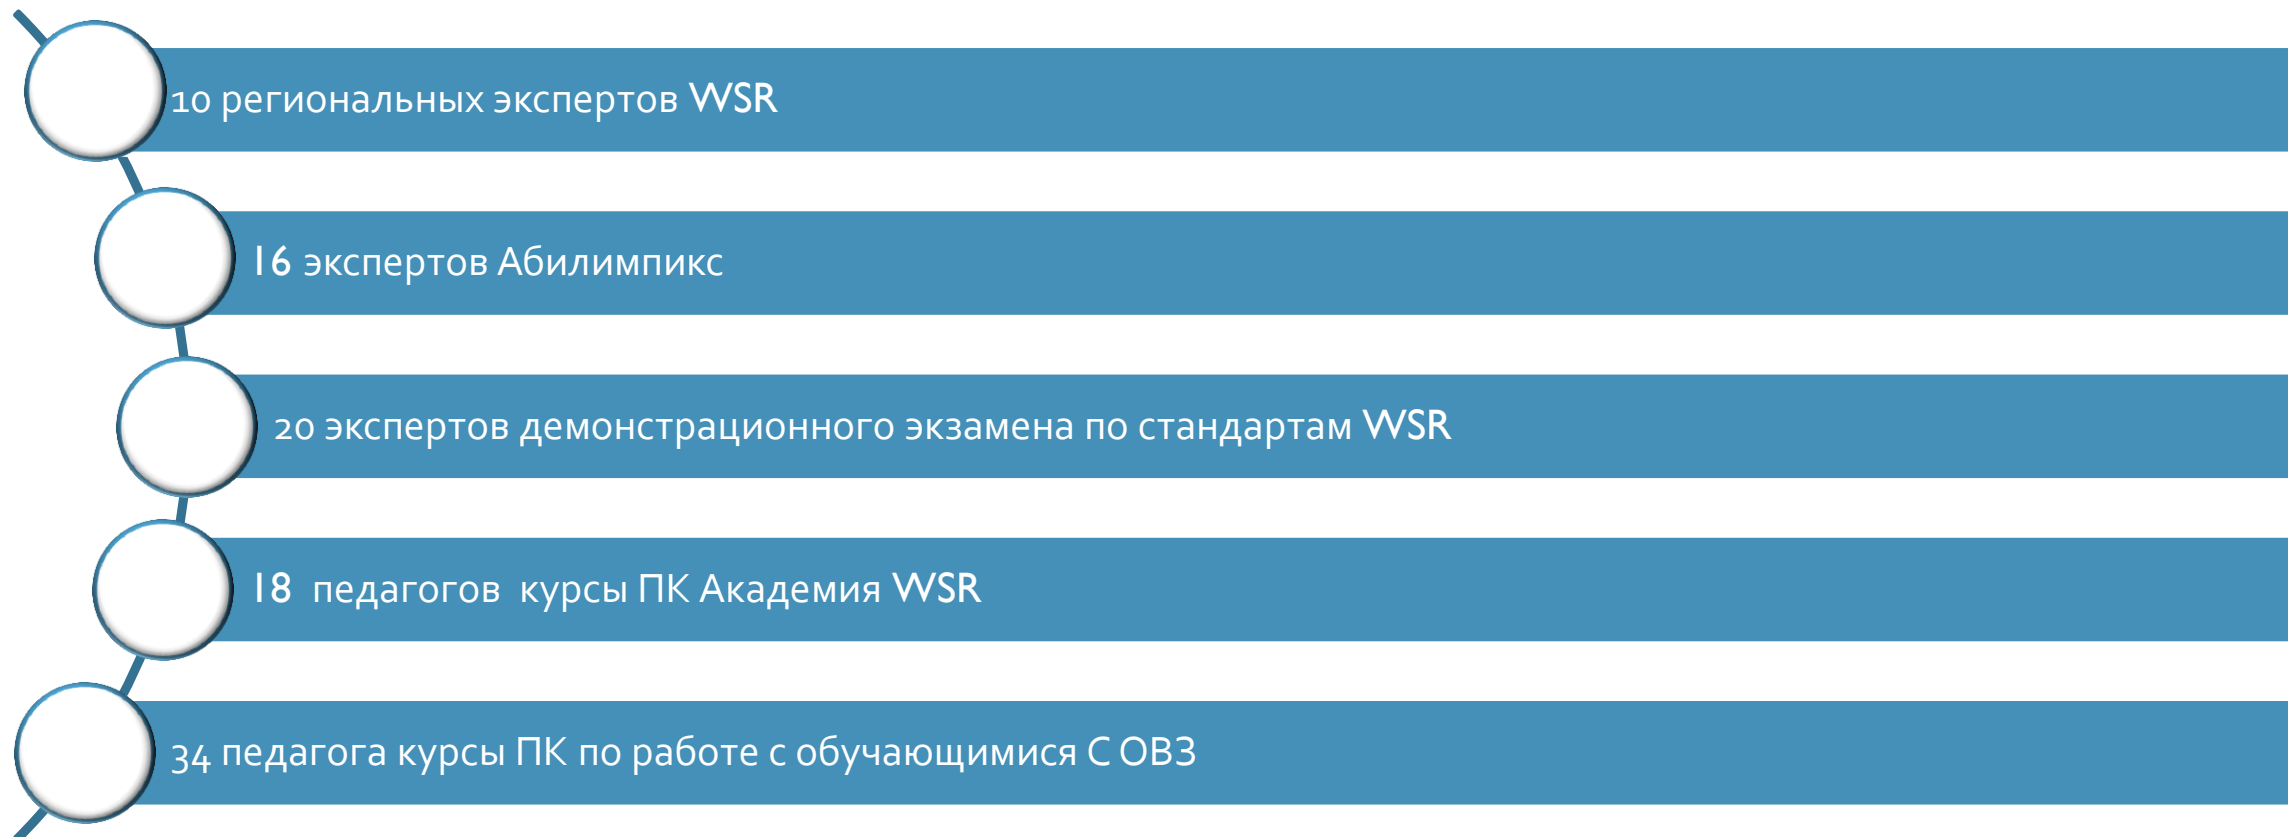 10 региональных экспертов WSR
16 экспертов Абилимпикс
20 экспертов демонстрационного экзамена по стандартам WSR
18 педагогов курсы ПК Академия WSR
34 педагога курсы ПК по работе с обучающимися С ОВЗ